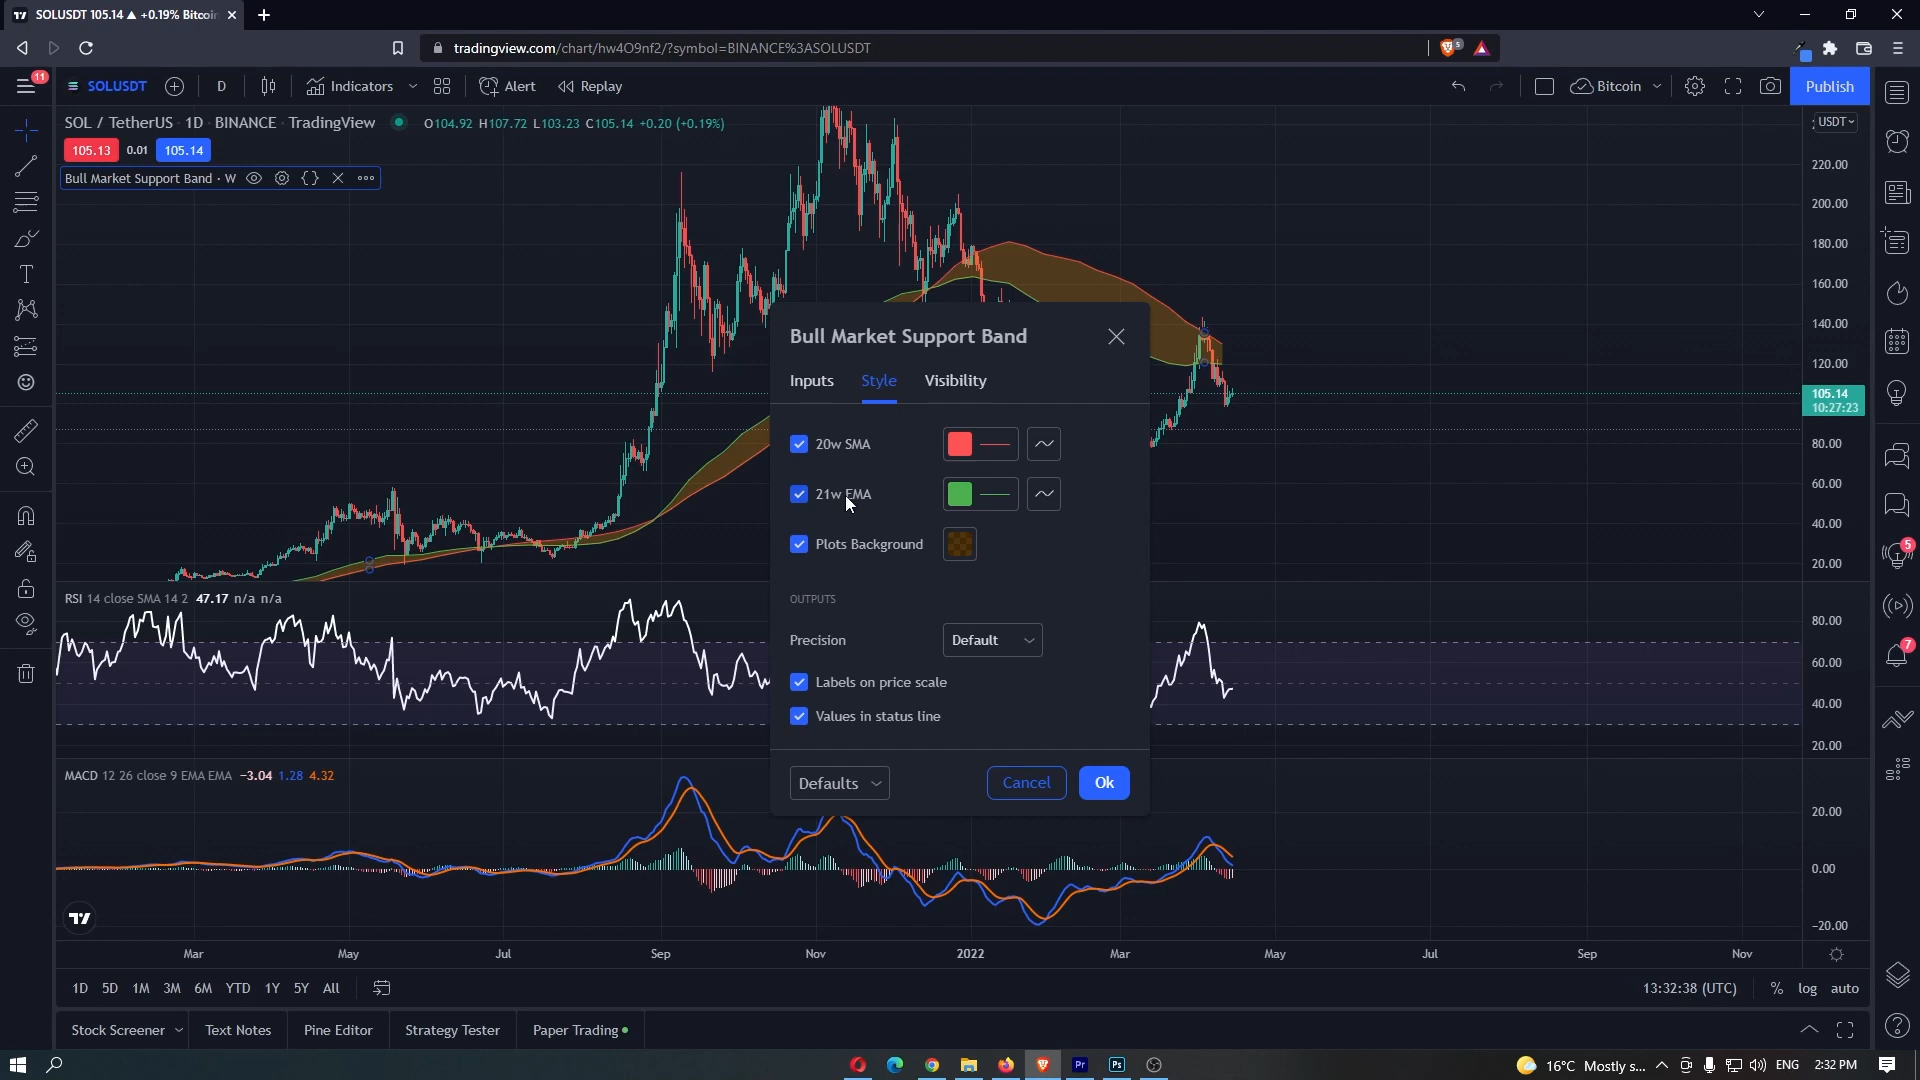 SOLUSDT 105.14 ▲ +0.19% Bitcoin
tradingview.com/chart/hw4O9nf2/?symbol=BINANCE%3ASOLUSDT
5
11
SOLUSDT
D
Indicators
Alert
Replay
Bitcoin
Publish
SOL / TetherUS · 1D · BINANCE · TradingView
O104.92 H107.72 L103.23 C105.14 +0.20 (+0.19%)
USDT
105.13
0.01
105.14
Bull Market Support Band · W
220.00
200.00
180.00
160.00
140.00
120.00
105.14
10:27:23
80.00
60.00
40.00
20.00
Bull Market Support Band
Inputs
Style
Visibility
20w SMA
21w EMA
Plots Background
OUTPUTS
Precision
Default
Labels on price scale
Values in status line
Defaults
Cancel
Ok
RSI 14 close SMA 14 2 47.17 n/a n/a
80.00
60.00
40.00
20.00
MACD 12 26 close 9 EMA EMA −3.04 1.28 4.32
20.00
0.00
−20.00
5
7
Mar
May
Jul
Sep
Nov
2022
Mar
May
Jul
Sep
Nov
1D
5D
1M
3M
6M
YTD
1Y
5Y
All
13:32:38 (UTC)
%
log
auto
Stock Screener
Text Notes
Pine Editor
Strategy Tester
Paper Trading
Pr
Ps
16°C Mostly s...
ENG
2:32 PM